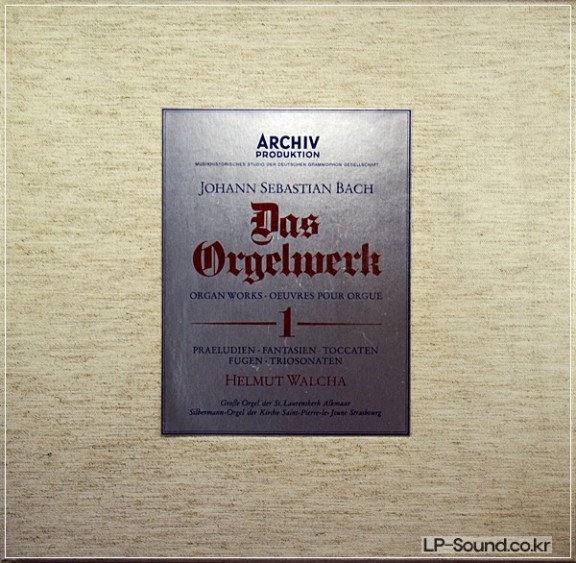 ARCHIV
PRODUKTION
MUSIKHISTORISCHES STUDIO DER DEUTSCHEN GRAMMOPHON GESELLSCHAFT
JOHANN SEBASTIAN BACH
Das
Orgelwerk
ORGAN WORKS · OEUVRES POUR ORGUE
1
PRAELUDIEN · FANTASIEN · TOCCATEN
FUGEN · TRIOSONATEN
HELMUT WALCHA
Große Orgel der St. Laurenskerk Alkmaar
Silbermann-Orgel der Kirche Saint-Pierre-le-Jeune Strasbourg
LP-Sound.co.kr